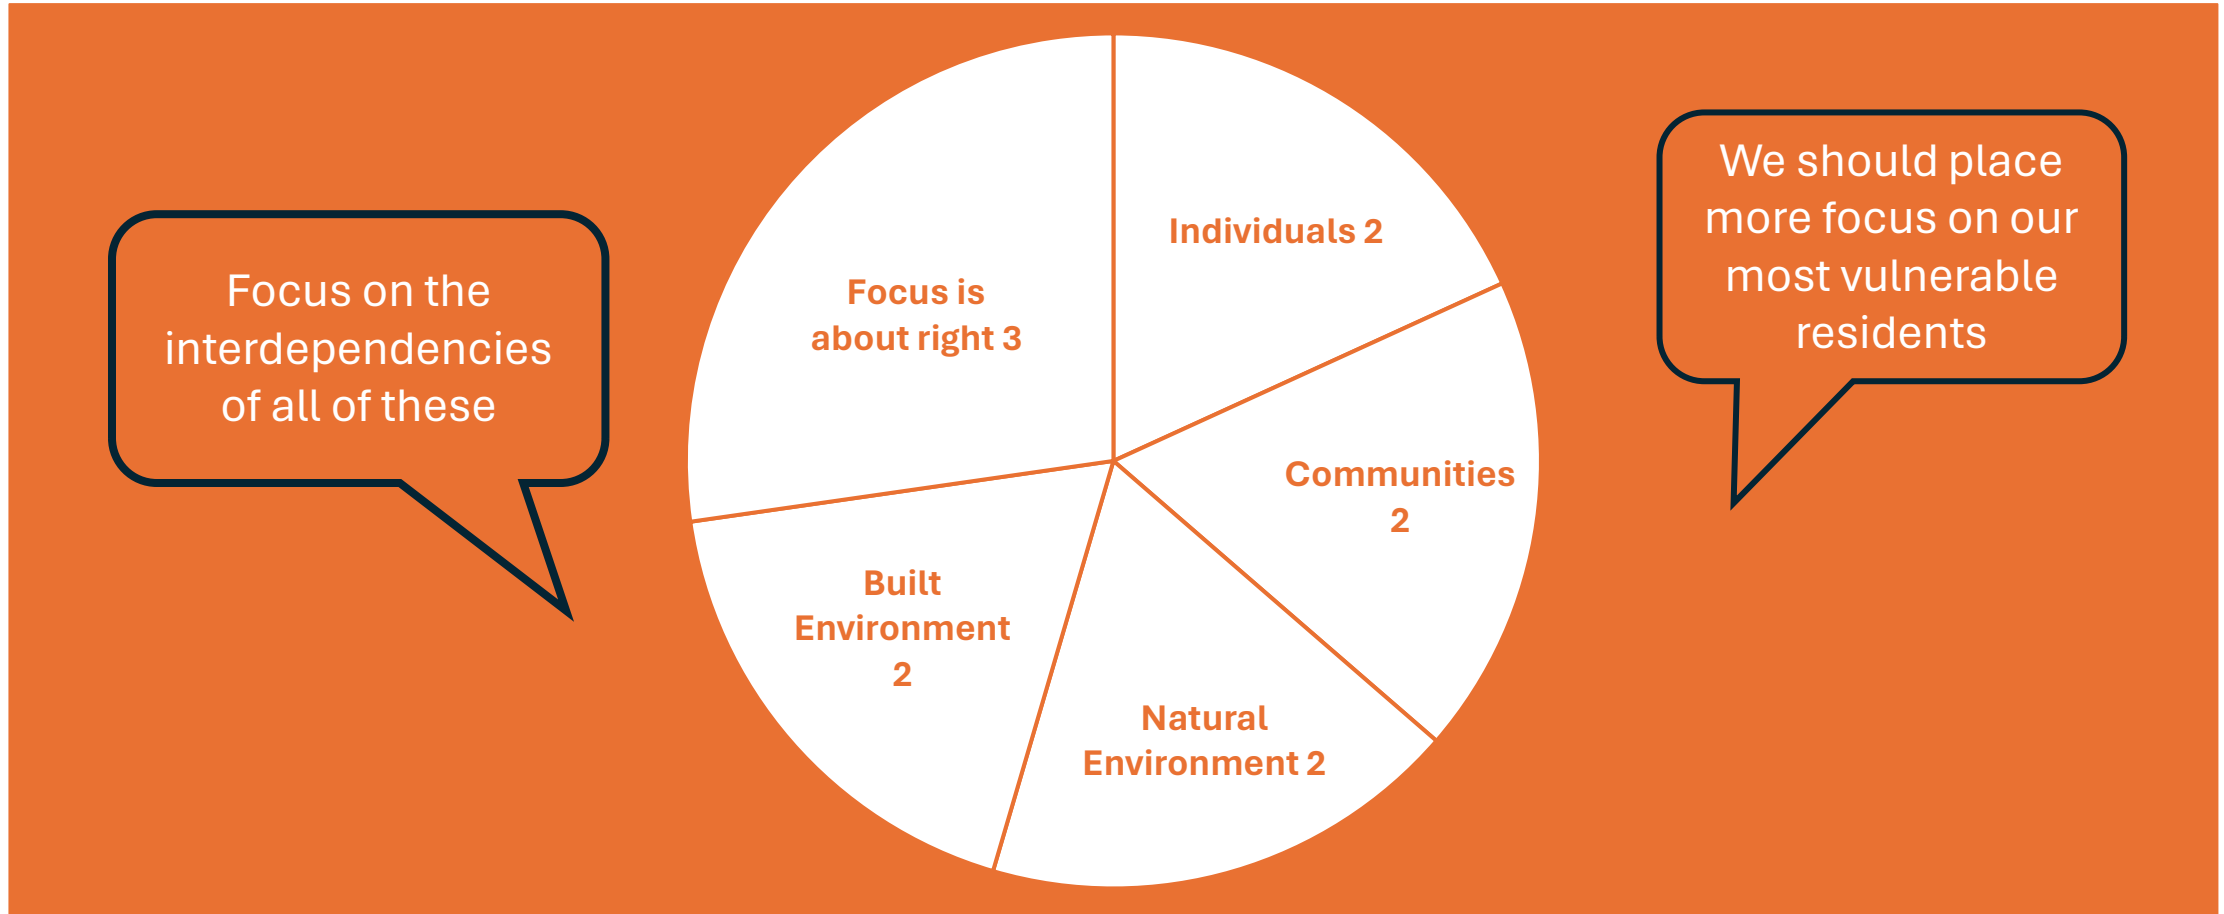 Focus on the
interdependencies
of all of these
Focus is
about right 3
Individuals 2
Communities
2
Natural
Environment 2
Built
Environment
2
We should place
more focus on our
most vulnerable
residents